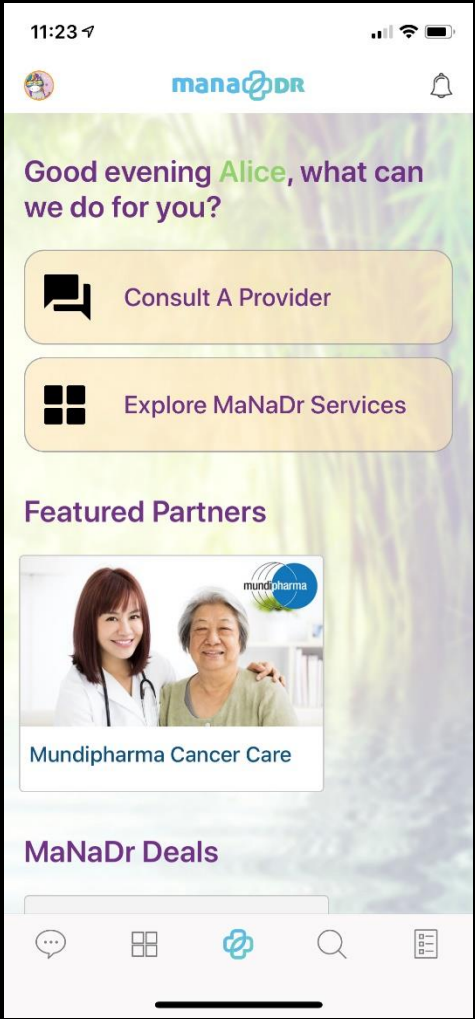 11:23
manaDR
Good evening Alice, what can
we do for you?
Consult A Provider
Explore MaNaDr Services
Featured Partners
mundipharma
Mundipharma Cancer Care
MaNaDr Deals